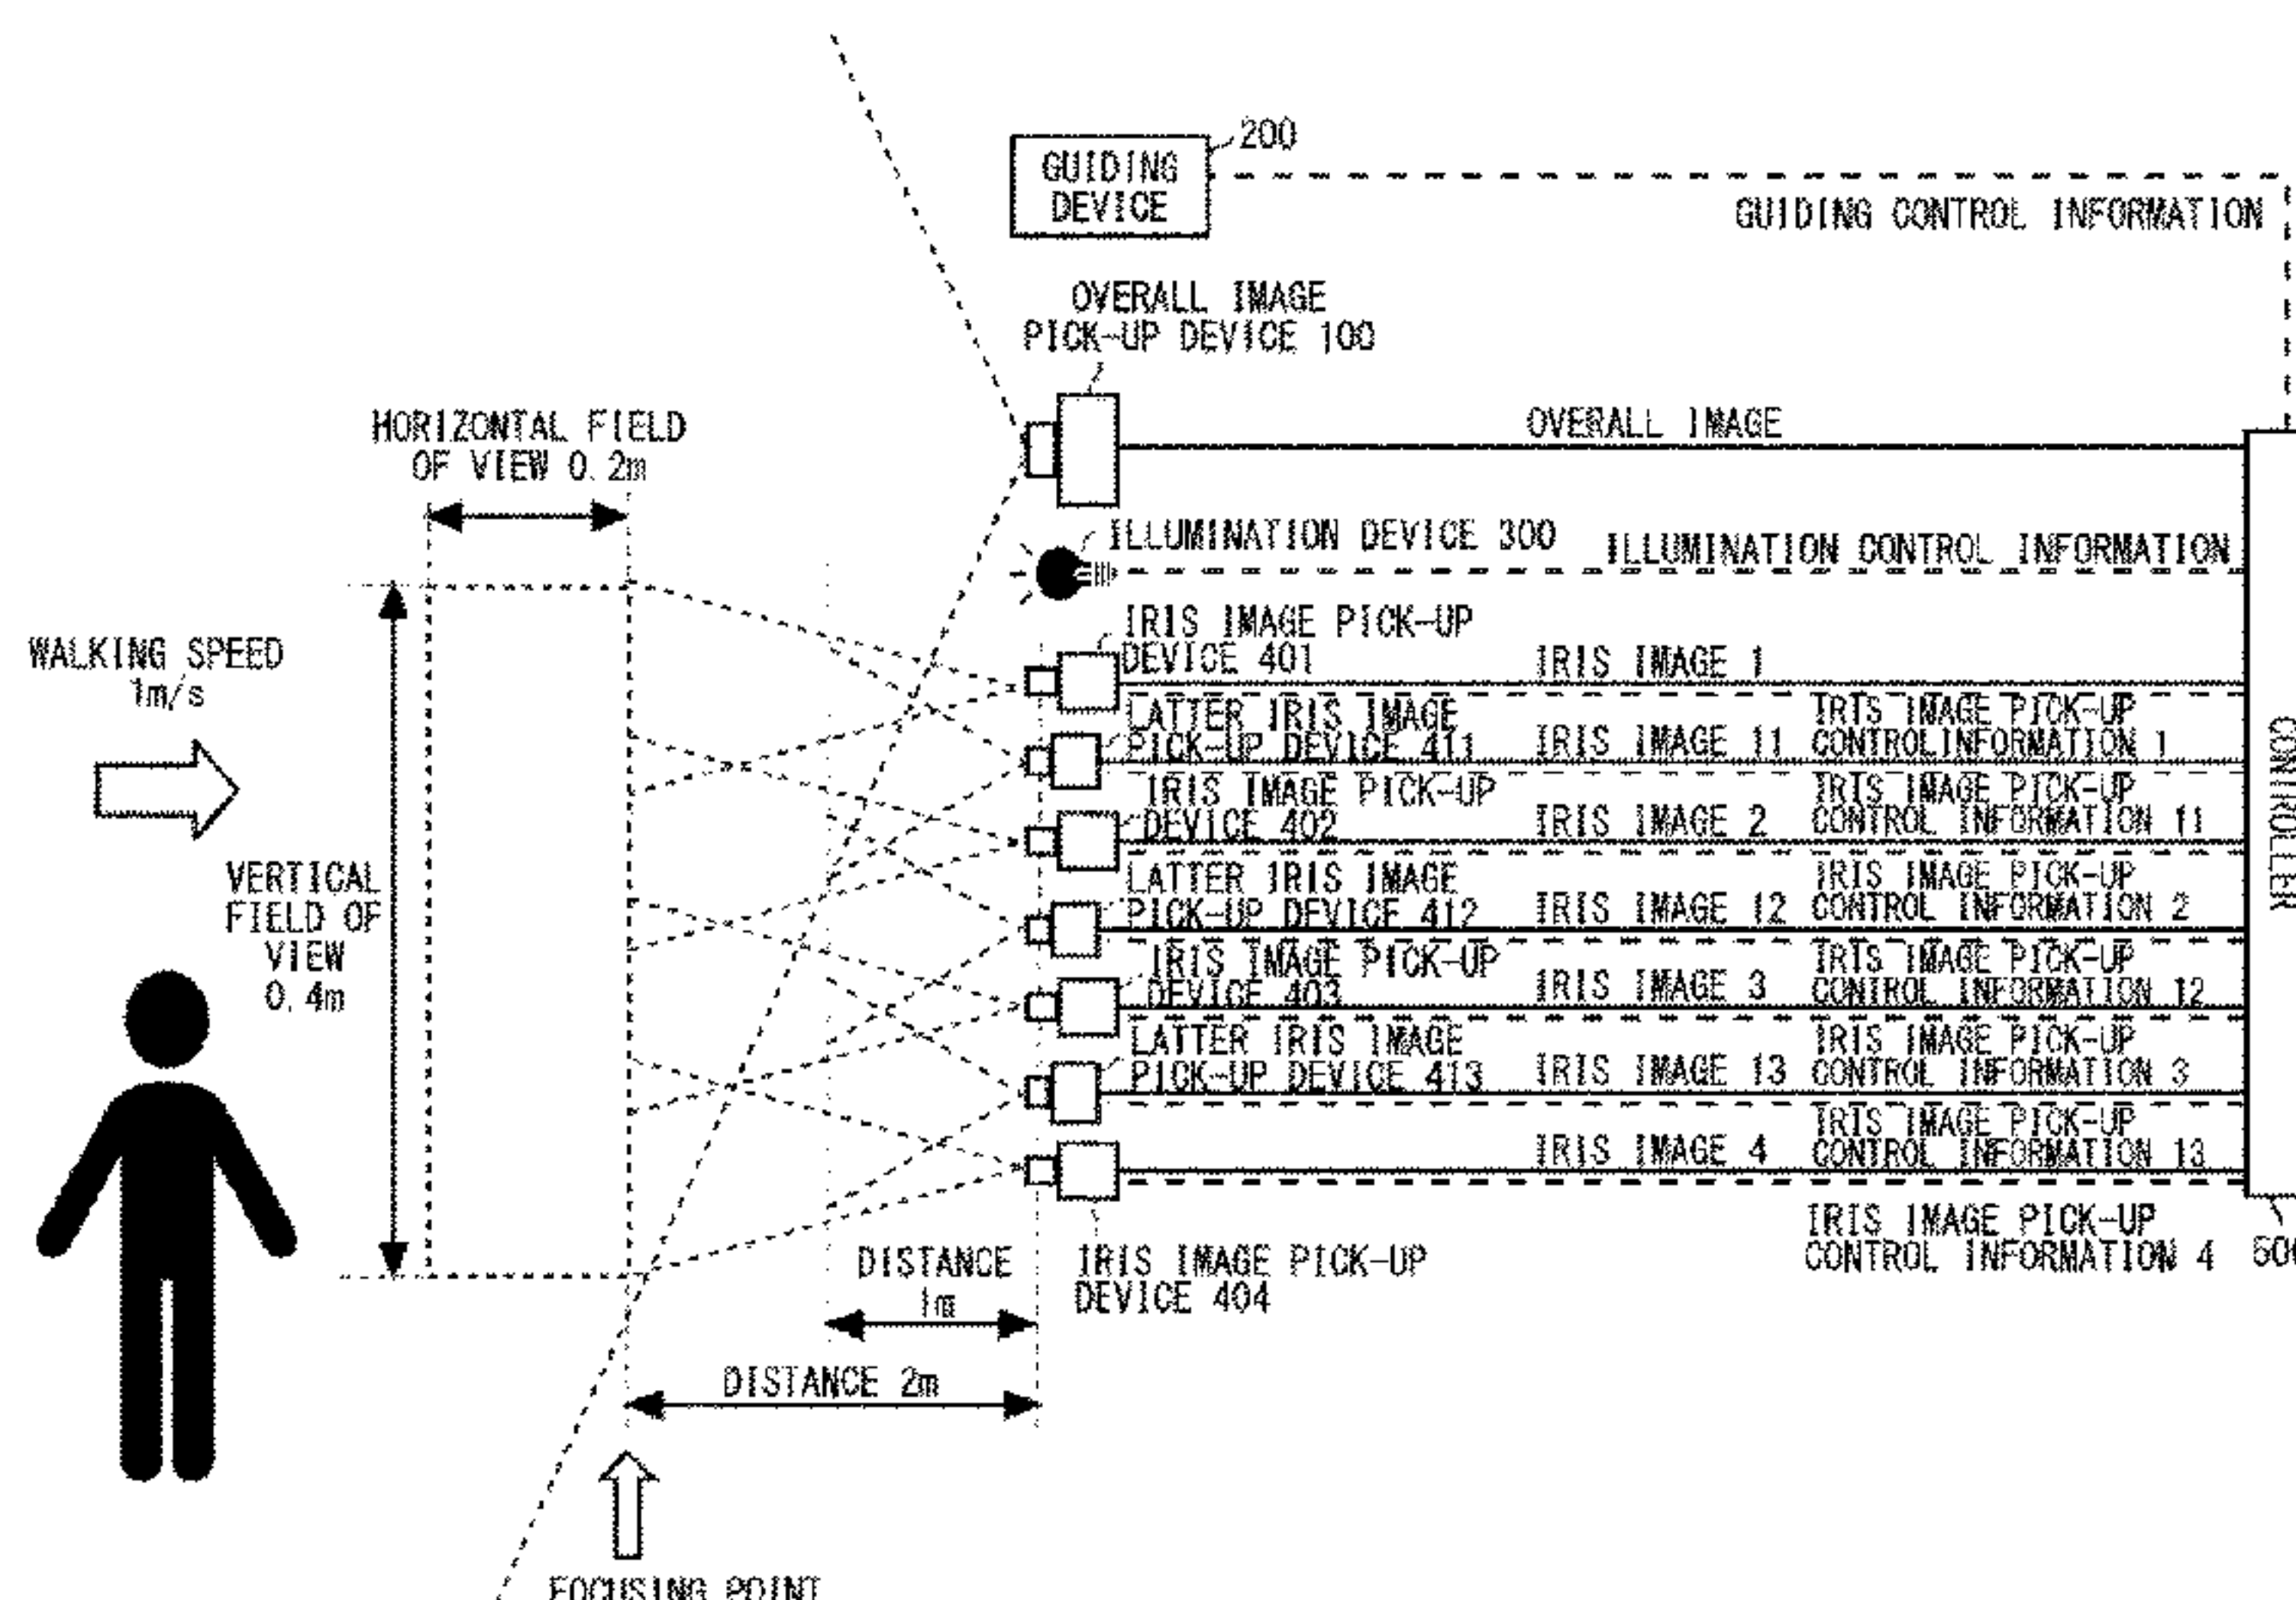 200
GUIDING
DEVICE
GUIDING CONTROL INFORMATION
OVERALL IMAGE
PICK-UP DEVICE 100
OVERALL IMAGE
HORIZONTAL FIELD
OF VIEW 0.2m
ILLUMINATION DEVICE 300
ILLUMINATION CONTROL INFORMATION
WALKING SPEED
1m/s
IRIS IMAGE PICK-UP
DEVICE 401
IRIS IMAGE 1
LATTER IRIS IMAGE
PICK-UP DEVICE 411
IRIS IMAGE 11
IRIS IMAGE PICK-UP
CONTROLINFORMATION 1
IRIS IMAGE PICK-UP
DEVICE 402
IRIS IMAGE 2
IRIS IMAGE PICK-UP
CONTROL INFORMATION 11
CONTROLLER
VERTICAL
FIELD OF
VIEW
0.4m
LATTER IRIS IMAGE
PICK-UP DEVICE 412
IRIS IMAGE 12
IRIS IMAGE PICK-UP
CONTROL INFORMATION 2
IRIS IMAGE PICK-UP
DEVICE 403
IRIS IMAGE 3
IRIS IMAGE PICK-UP
CONTROL INFORMATION 12
LATTER IRIS IMAGE
PICK-UP DEVICE 413
IRIS IMAGE 13
IRIS IMAGE PICK-UP
CONTROL INFORMATION 3
IRIS IMAGE 4
IRIS IMAGE PICK-UP
CONTROL INFORMATION 13
IRIS IMAGE PICK-UP
CONTROL INFORMATION 4
IRIS IMAGE PICK-UP
DEVICE 404
DISTANCE
1m
DISTANCE 2m
FOCUSING POINT